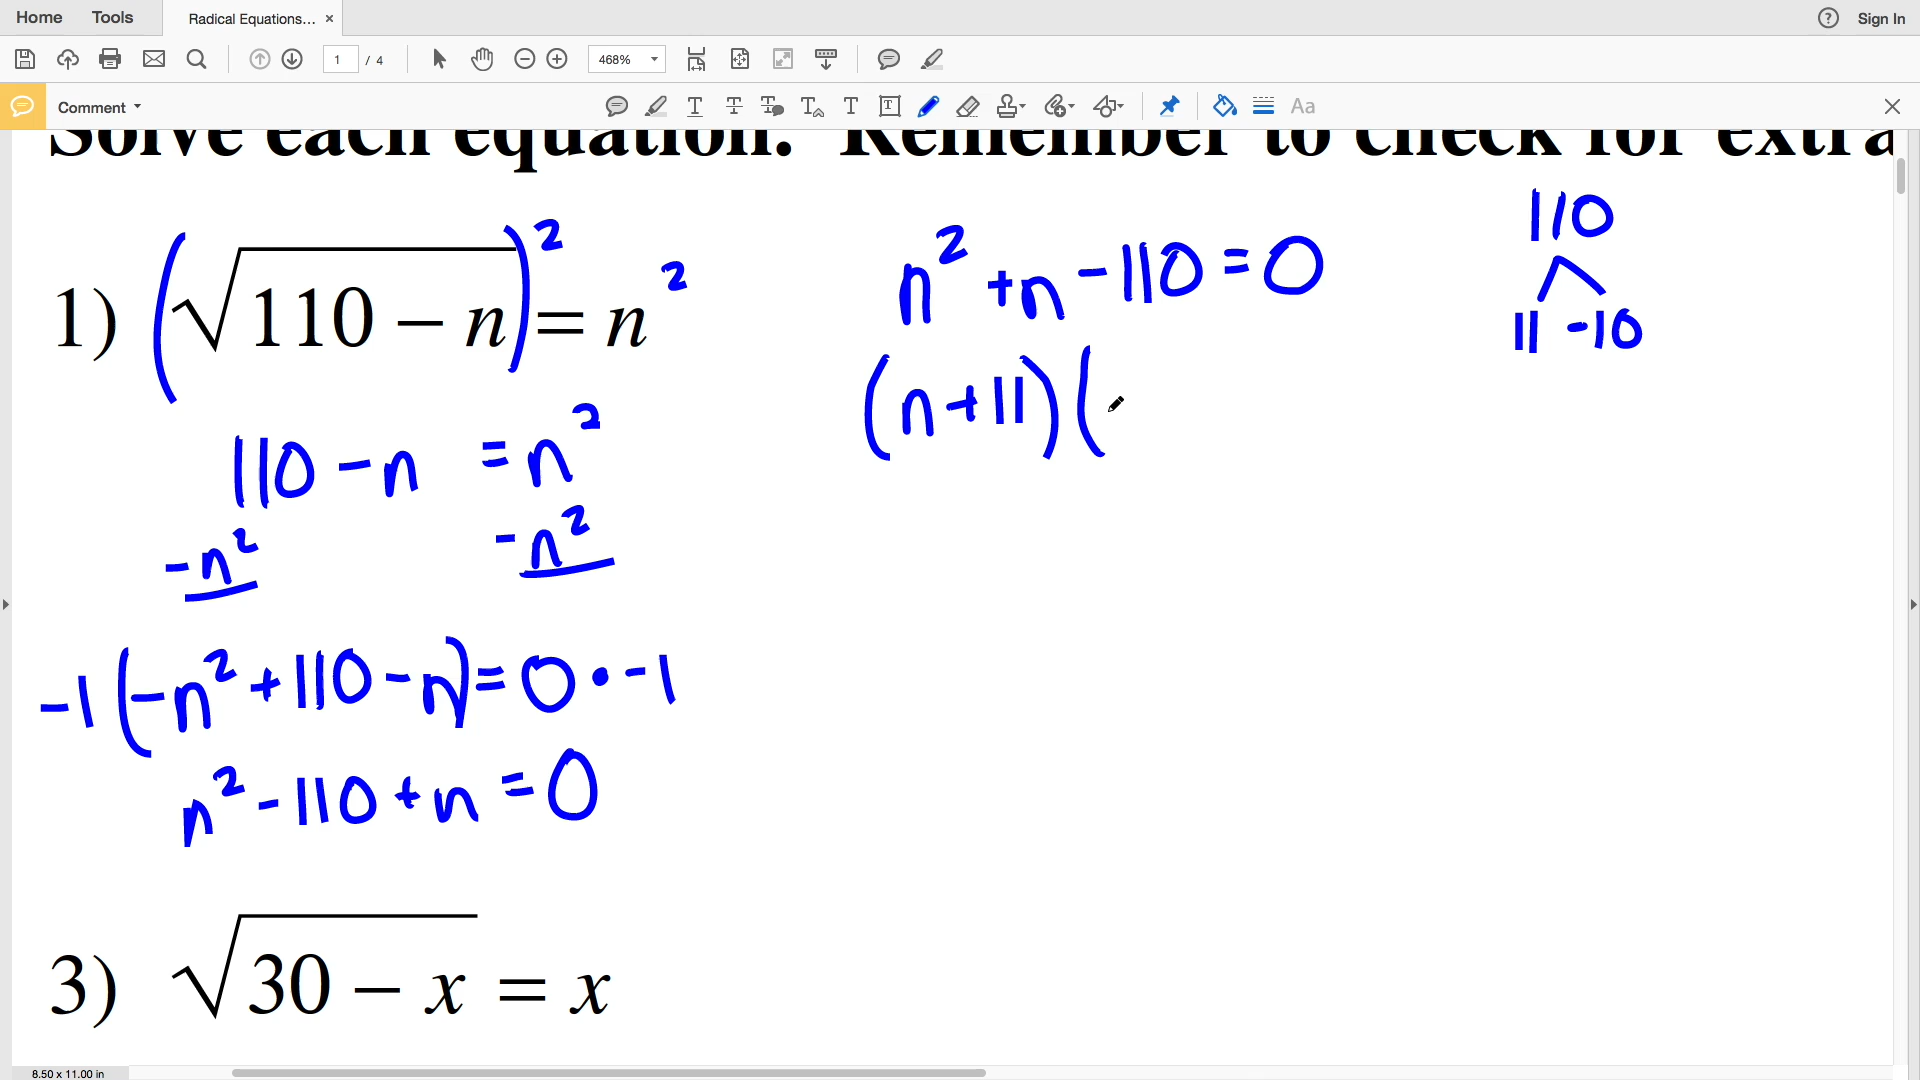 Home Tools Radical Equations... × ? Sign In
1 / 4 468%
Comment Aa
Solve each equation. Remember to check for extra
1) (√110 − n)² = n²
110 - n = n²
-n² -n²
-1(-n² + 110 - n) = 0 • -1
n² - 110 + n = 0
n² + n - 110 = 0
(n + 11)(
110
11 -10
3) √30 − x = x
8.50 x 11.00 in